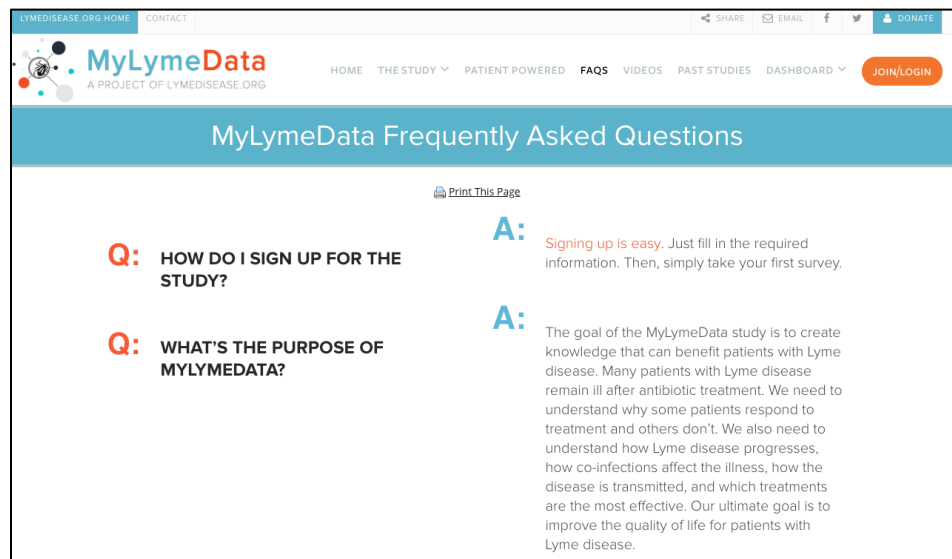 LYMEDISEASE.ORG HOME CONTACT SHARE EMAIL DONATE
MyLymeData
A PROJECT OF LYMEDISEASE.ORG
HOME THE STUDY PATIENT POWERED FAQS VIDEOS PAST STUDIES DASHBOARD JOIN/LOGIN
MyLymeData Frequently Asked Questions
Print This Page
Q: HOW DO I SIGN UP FOR THE
STUDY?
A: Signing up is easy. Just fill in the required
information. Then, simply take your first survey.
Q: WHAT'S THE PURPOSE OF
MYLYMEDATA?
A: The goal of the MyLymeData study is to create
knowledge that can benefit patients with Lyme
disease. Many patients with Lyme disease
remain ill after antibiotic treatment. We need to
understand why some patients respond to
treatment and others don't. We also need to
understand how Lyme disease progresses,
how co-infections affect the illness, how the
disease is transmitted, and which treatments
are the most effective. Our ultimate goal is to
improve the quality of life for patients with
Lyme disease.